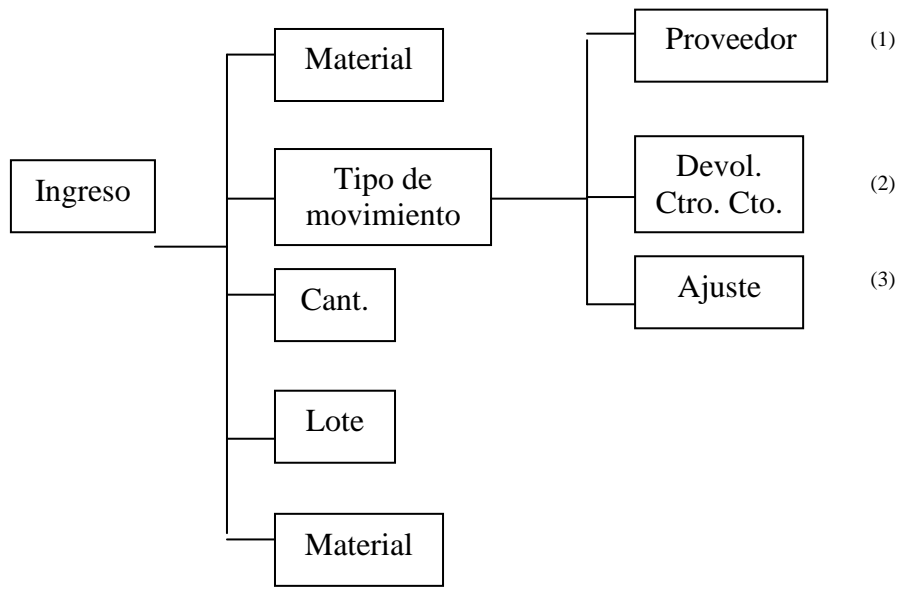 Ingreso
Material
Tipo de
movimiento
Cant.
Lote
Material
Proveedor (1)
Devol. (2)
Ctro. Cto.
Ajuste (3)